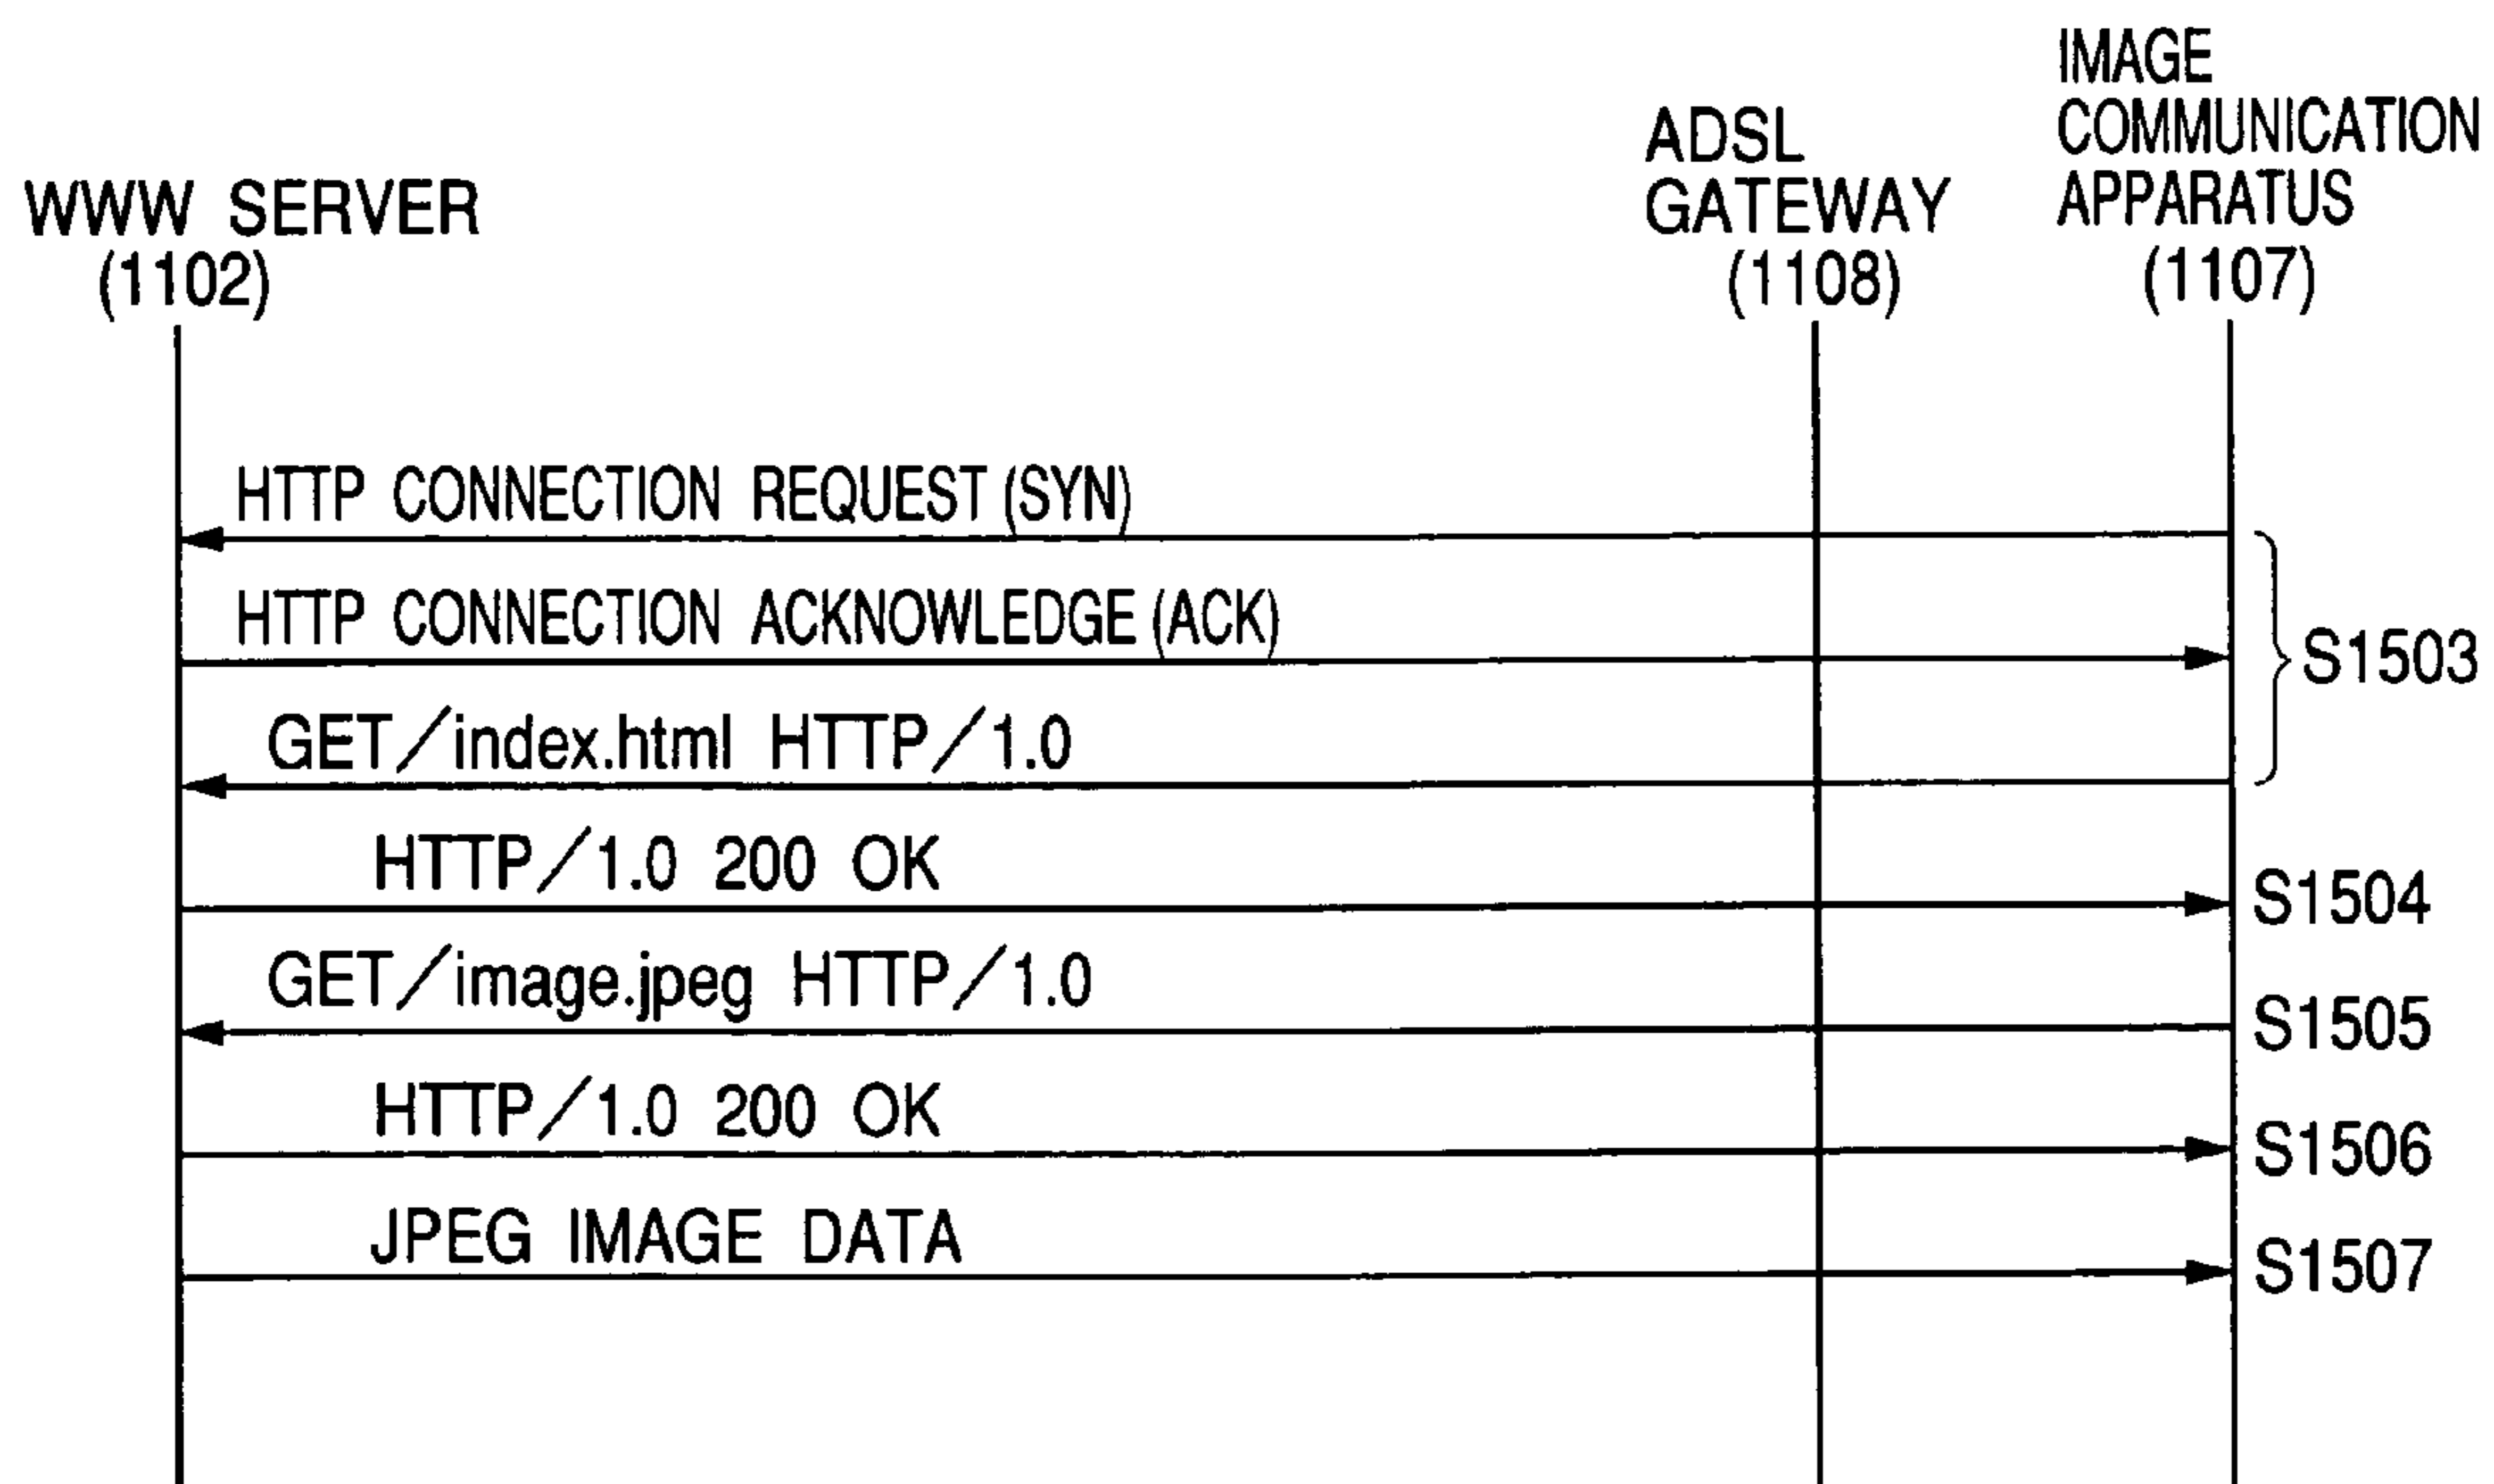 WWW SERVER
(1102)
ADSL
GATEWAY
(1108)
IMAGE
COMMUNICATION
APPARATUS
(1107)
HTTP CONNECTION REQUEST (SYN)
HTTP CONNECTION ACKNOWLEDGE (ACK)
S1503
GET/index.html HTTP/1.0
HTTP/1.0 200 OK
S1504
GET/image.jpeg HTTP/1.0
S1505
HTTP/1.0 200 OK
S1506
JPEG IMAGE DATA
S1507